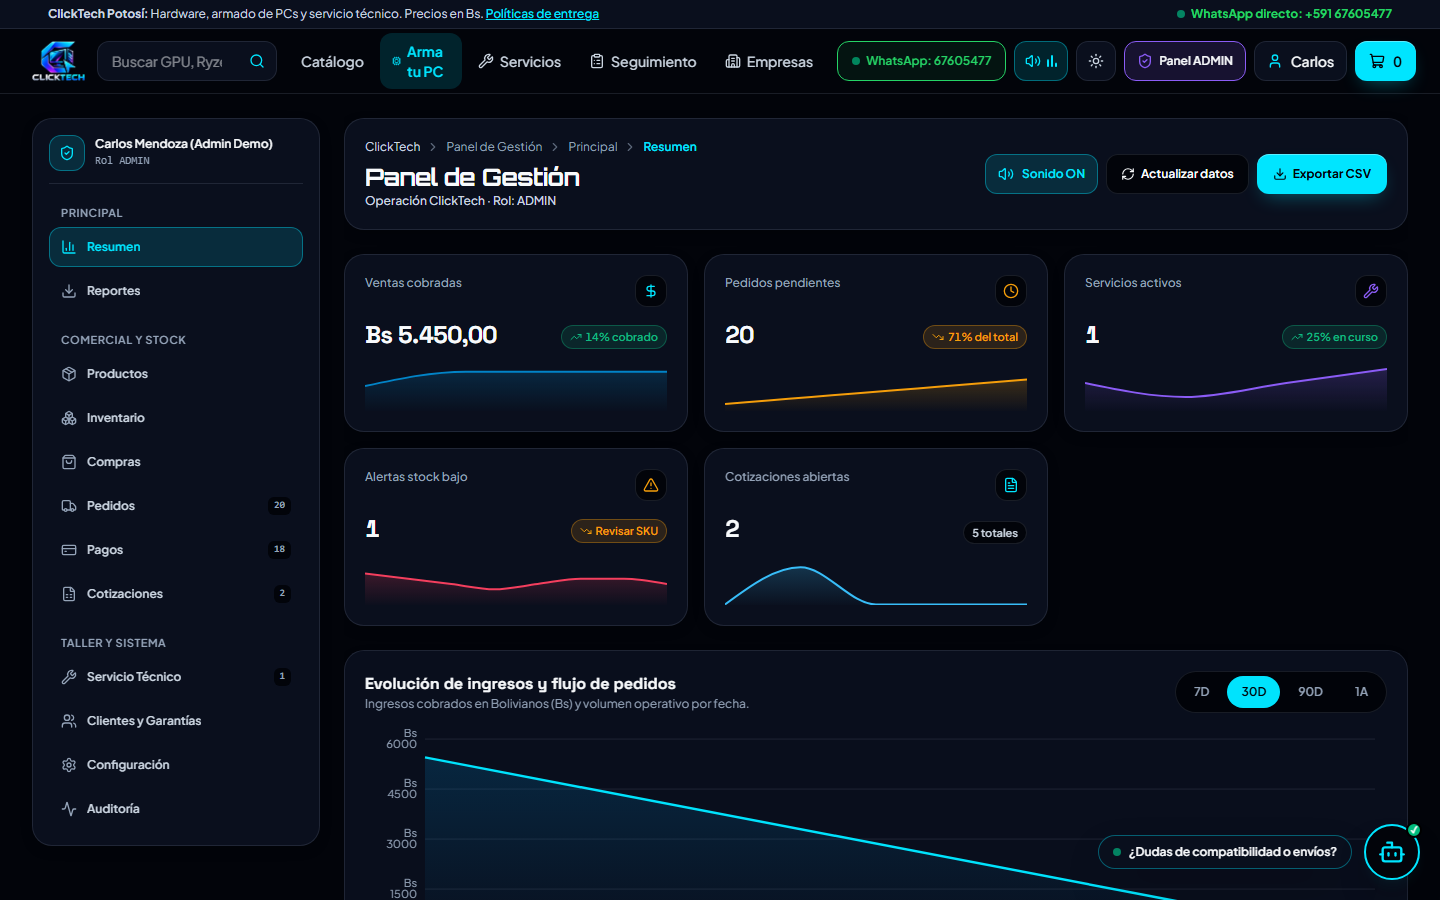 ClickTech Potosí: Hardware, armado de PCs y servicio técnico. Precios en Bs. Políticas de entrega
WhatsApp directo: +591 67605477
CLICKTECH
Buscar GPU, Ryze
Catálogo
Arma
tu PC
Servicios
Seguimiento
Empresas
WhatsApp: 67605477
Panel ADMIN
Carlos
0
Carlos Mendoza (Admin Demo)
Rol ADMIN
PRINCIPAL
Resumen
Reportes
COMERCIAL Y STOCK
Productos
Inventario
Compras
Pedidos 20
Pagos 18
Cotizaciones 2
TALLER Y SISTEMA
Servicio Técnico 1
Clientes y Garantías
Configuración
Auditoría
ClickTech > Panel de Gestión > Principal > Resumen
Panel de Gestión
Operación ClickTech · Rol: ADMIN
Sonido ON
Actualizar datos
Exportar CSV
Ventas cobradas
Bs 5.450,00
14% cobrado
Pedidos pendientes
20
71% del total
Servicios activos
1
25% en curso
Alertas stock bajo
1
Revisar SKU
Cotizaciones abiertas
2
5 totales
Evolución de ingresos y flujo de pedidos
Ingresos cobrados en Bolivianos (Bs) y volumen operativo por fecha.
7D 30D 90D 1A
Bs
6000
Bs
4500
Bs
3000
Bs
1500
¿Dudas de compatibilidad o envíos?